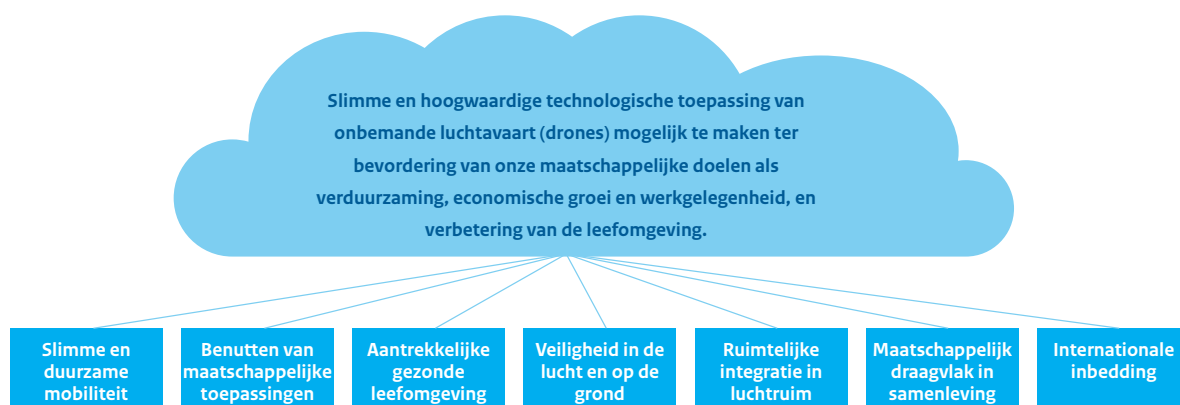 Slimme en hoogwaardige technologische toepassing van
onbemande luchtavaart (drones) mogelijk te maken ter
bevordering van onze maatschappelijke doelen als
verduurzaming, economische groei en werkgelegenheid, en
verbetering van de leefomgeving.
Slimme en
duurzame
mobiliteit
Benutten van
maatschappelijke
toepassingen
Aantrekkelijke
gezonde
leefomgeving
Veiligheid in de
lucht en op de
grond
Ruimtelijke
integratie in
luchtruim
Maatschappelijk
draagvlak in
samenleving
Internationale
inbedding